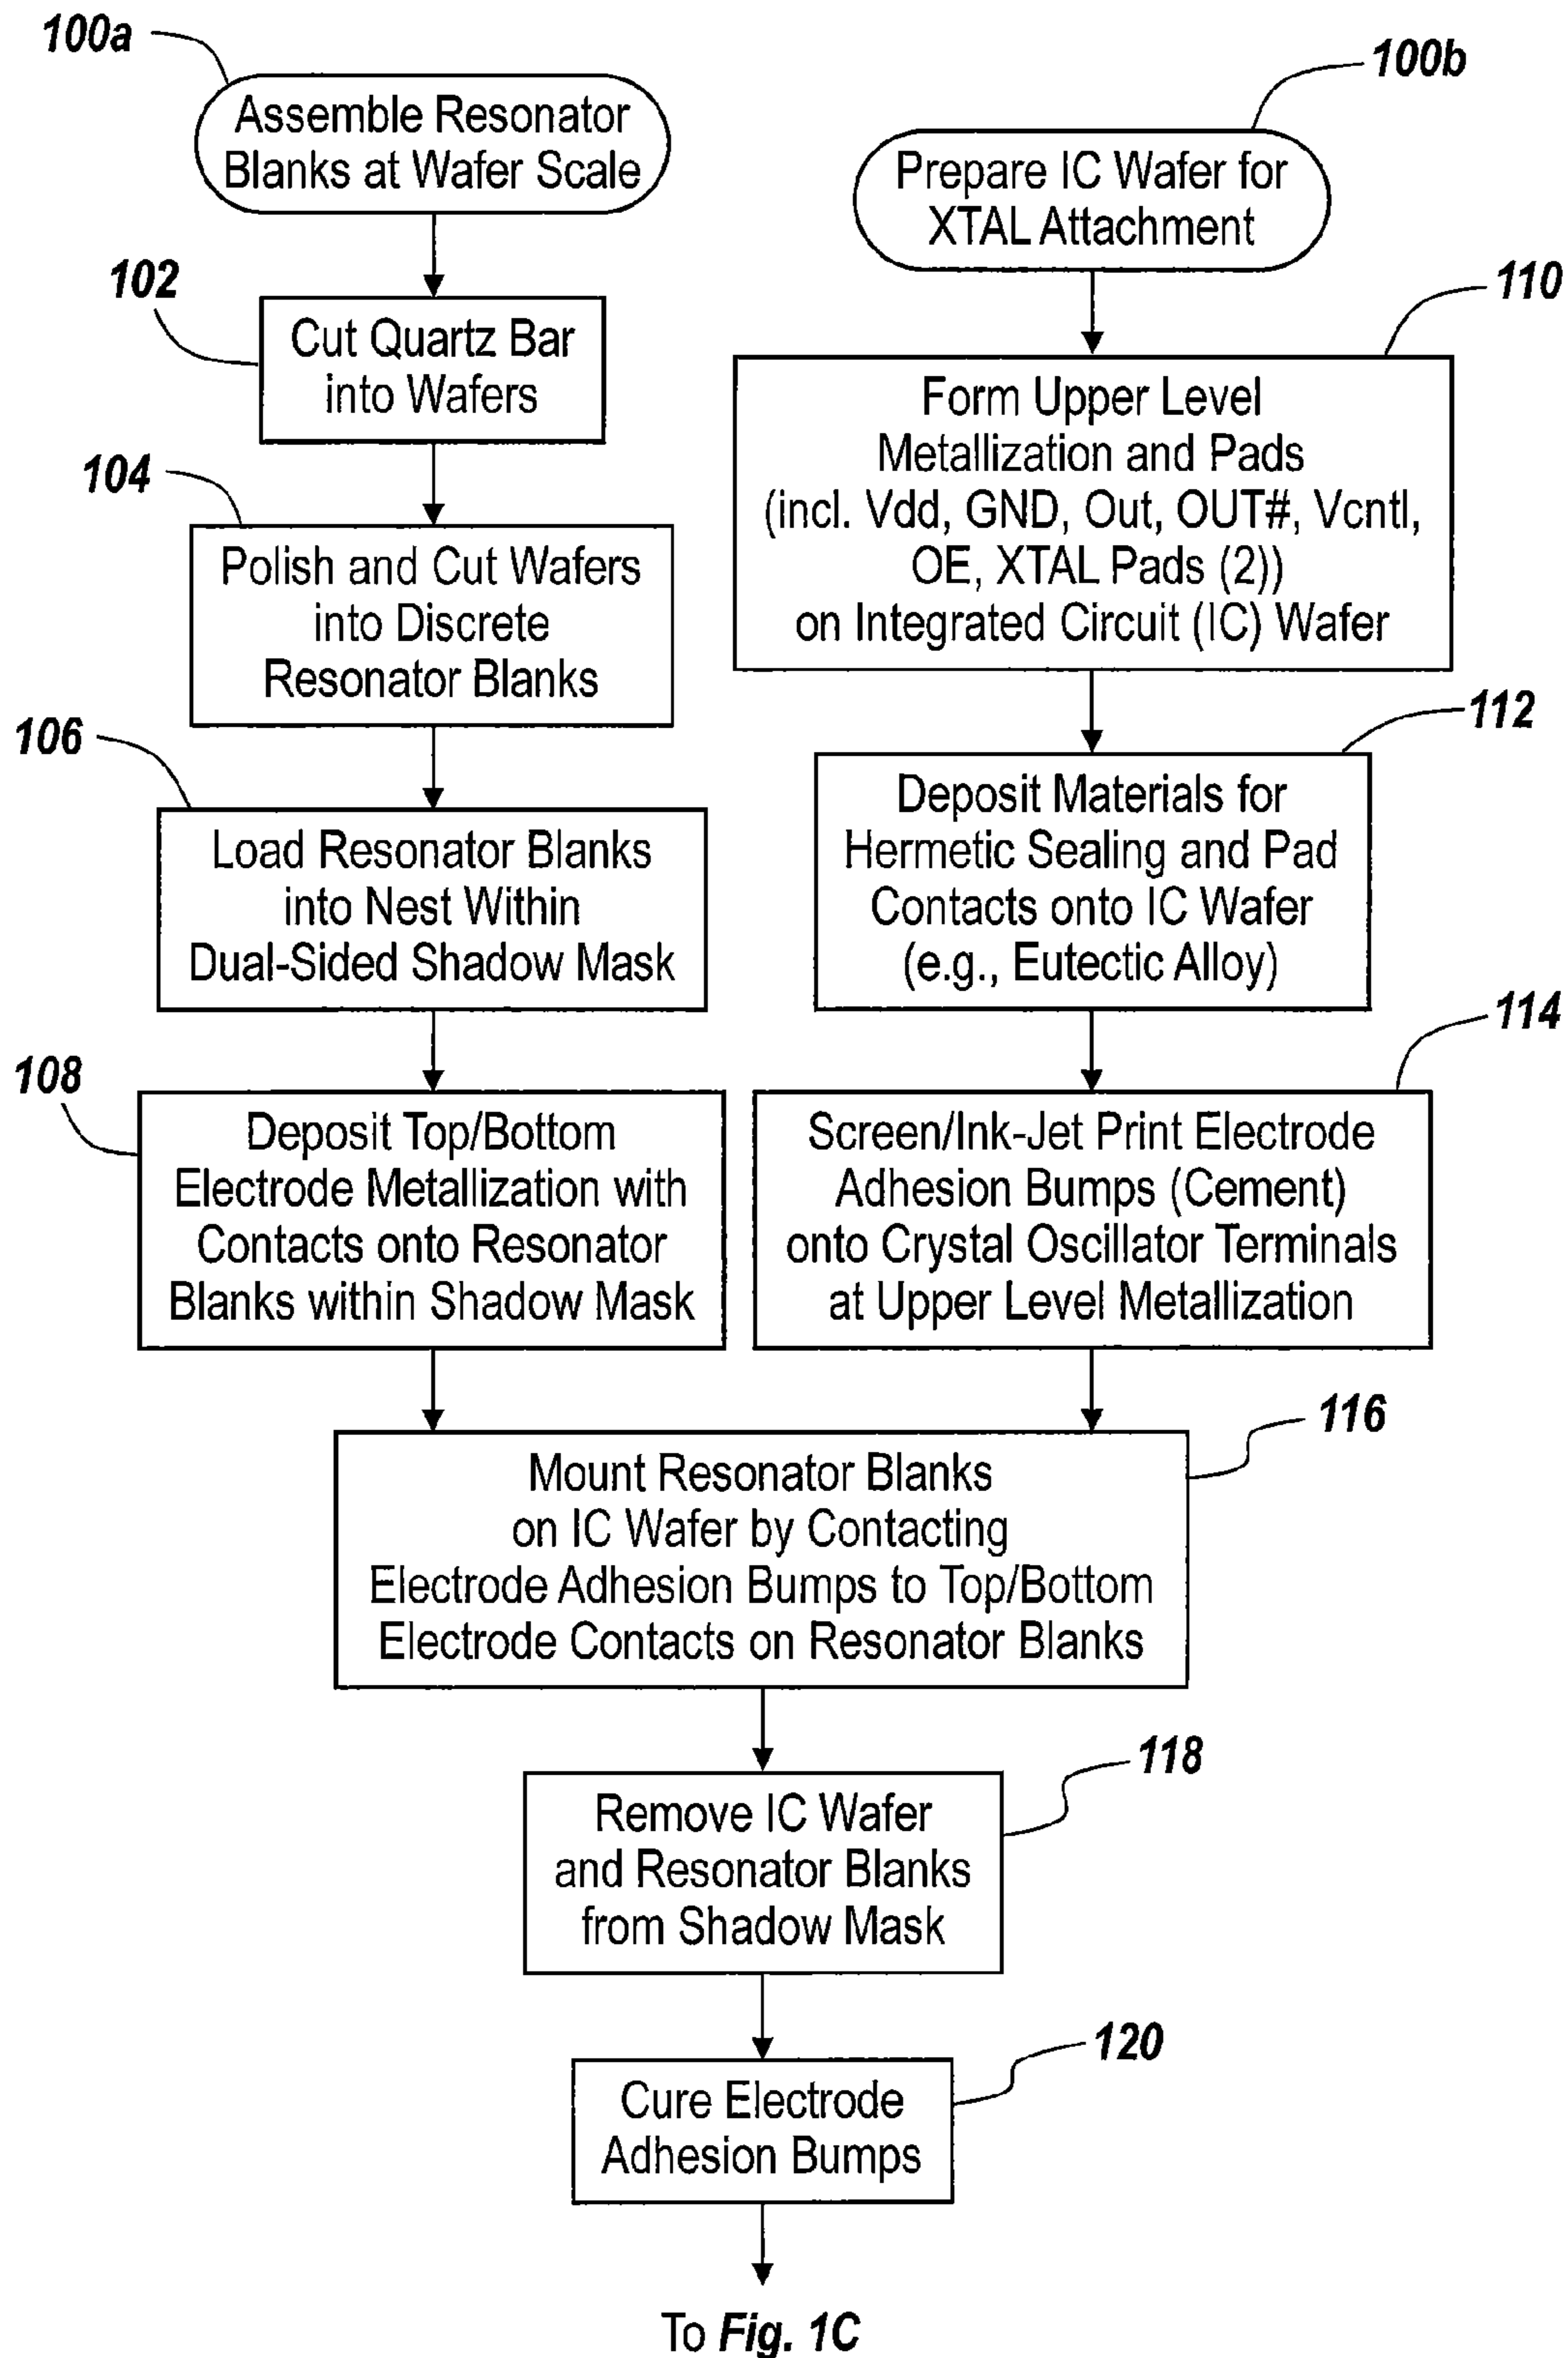 100a
Assemble Resonator
Blanks at Wafer Scale
102
Cut Quartz Bar
into Wafers
104
Polish and Cut Wafers
into Discrete
Resonator Blanks
106
Load Resonator Blanks
into Nest Within
Dual-Sided Shadow Mask
108
Deposit Top/Bottom
Electrode Metallization with
Contacts onto Resonator
Blanks within Shadow Mask
100b
Prepare IC Wafer for
XTAL Attachment
110
Form Upper Level
Metallization and Pads
(incl. Vdd, GND, Out, OUT#, Vcntl,
OE, XTAL Pads (2))
on Integrated Circuit (IC) Wafer
112
Deposit Materials for
Hermetic Sealing and Pad
Contacts onto IC Wafer
(e.g., Eutectic Alloy)
114
Screen/Ink-Jet Print Electrode
Adhesion Bumps (Cement)
onto Crystal Oscillator Terminals
at Upper Level Metallization
116
Mount Resonator Blanks
on IC Wafer by Contacting
Electrode Adhesion Bumps to Top/Bottom
Electrode Contacts on Resonator Blanks
118
Remove IC Wafer
and Resonator Blanks
from Shadow Mask
120
Cure Electrode
Adhesion Bumps
To Fig. 1C